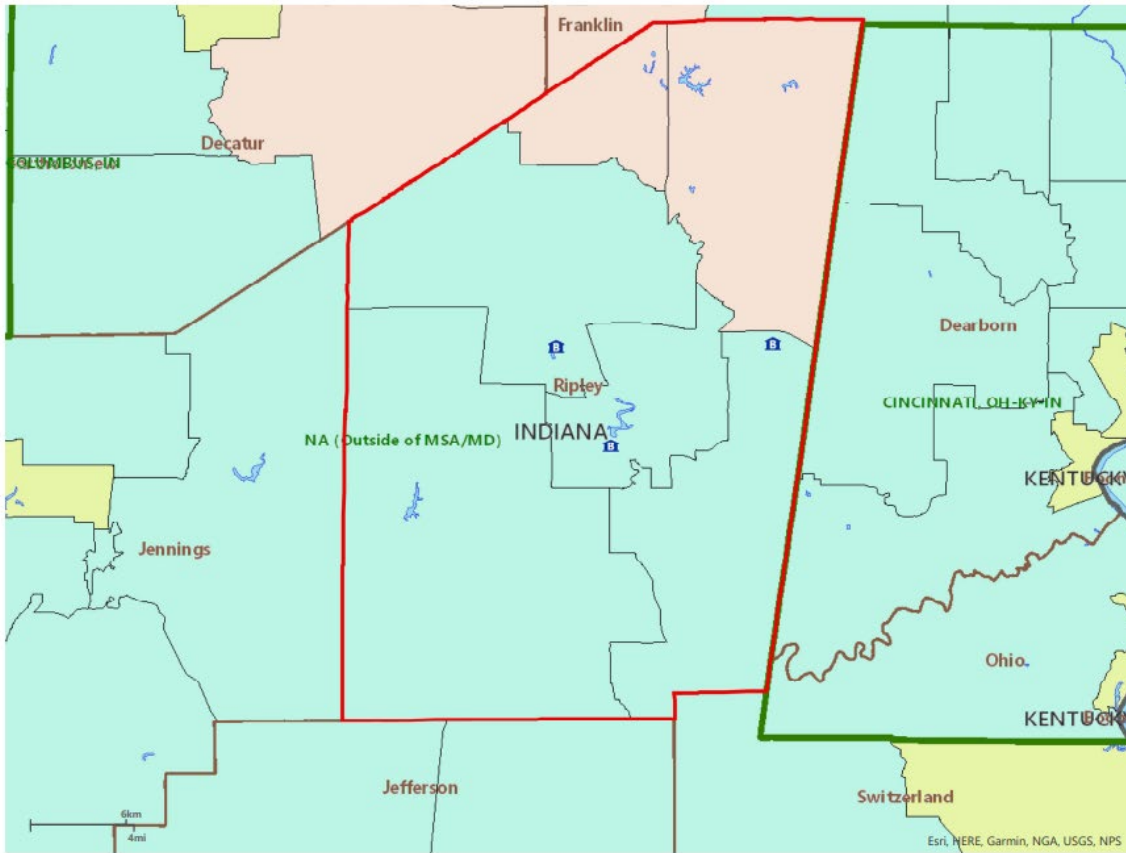 Franklin
Decatur
COLUMBUS, IN
Dearborn
Ripley
CINCINNATI, OH-KY-IN
INDIANA
NA (Outside of MSA/MD)
KENTUCKY
Jennings
Ohio
KENTUCKY
Jefferson
Switzerland
6km
4mi
Esri, HERE, Garmin, NGA, USGS, NPS
B
B
B